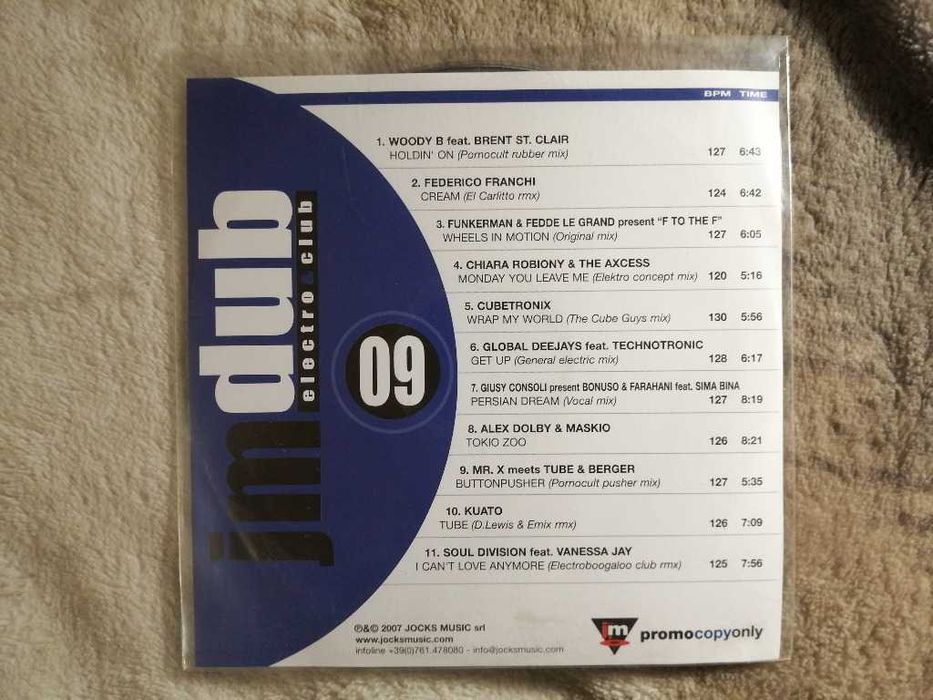 BPM TIME
1. WOODY B feat. BRENT ST. CLAIR
HOLDIN' ON (Pornocult rubber mix) 127 6:43
2. FEDERICO FRANCHI
CREAM (El Carlitto rmx) 124 6:42
3. FUNKERMAN & FEDDE LE GRAND present "F TO THE F"
WHEELS IN MOTION (Original mix) 127 6:05
4. CHIARA ROBIONY & THE AXCESS
MONDAY YOU LEAVE ME (Elektro concept mix) 120 5:16
5. CUBETRONIX
WRAP MY WORLD (The Cube Guys mix) 130 5:56
6. GLOBAL DEEJAYS feat. TECHNOTRONIC
GET UP (General electric mix) 128 6:17
7. GIUSY CONSOLI present BONUSO & FARAHANI feat. SIMA BINA
PERSIAN DREAM (Vocal mix) 127 8:19
8. ALEX DOLBY & MASKIO
TOKIO ZOO 126 8:21
9. MR. X meets TUBE & BERGER
BUTTONPUSHER (Pornocult pusher mix) 127 5:35
10. KUATO
TUBE (D.Lewis & Emix rmx) 126 7:09
11. SOUL DIVISION feat. VANESSA JAY
I CAN'T LOVE ANYMORE (Electroboogaloo club rmx) 125 7:56
jmdub
electro&club
09
℗&© 2007 JOCKS MUSIC srl
www.jocksmusic.com
infoline +39(0)761.478080 - info@jocksmusic.com
jm
promocopyonly